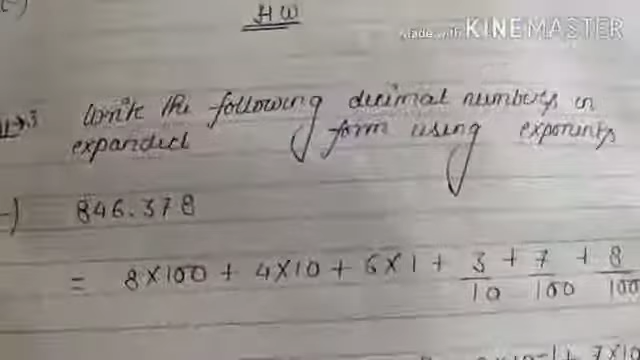 HW
Made with KINEMASTER
Write the following decimal numbers in
expanded form using exponents
846.378
= 8×100 + 4×10 + 6×1 + 3/10 + 7/100 + 8/100